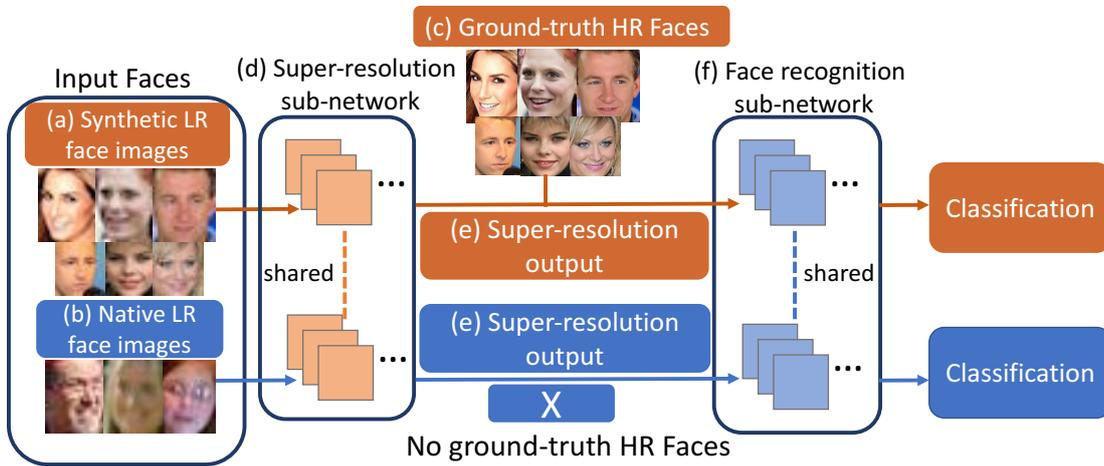 (c) Ground-truth HR Faces
Input Faces
(d) Super-resolution
sub-network
(f) Face recognition
sub-network
(a) Synthetic LR
face images
...
...
Classification
(e) Super-resolution
output
shared
shared
(b) Native LR
face images
(e) Super-resolution
output
...
...
Classification
X
No ground-truth HR Faces